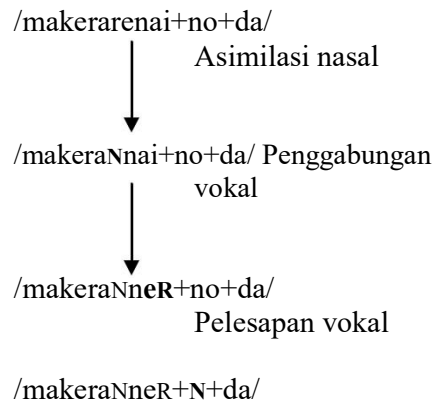 /makerarenai+no+da/
Asimilasi nasal
/makeraNnai+no+da/ Penggabungan
vokal
/makeraNneR+no+da/
Pelesapan vokal
/makeraNneR+N+da/